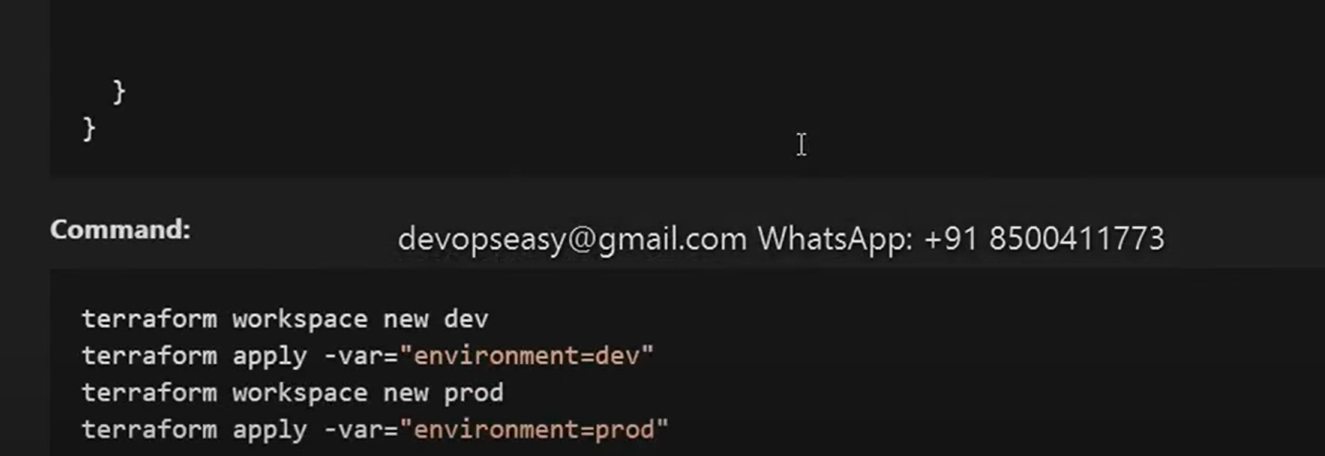 }
}
Command:
devopseasy@gmail.com WhatsApp: +91 8500411773
terraform workspace new dev
terraform apply -var="environment=dev"
terraform workspace new prod
terraform apply -var="environment=prod"